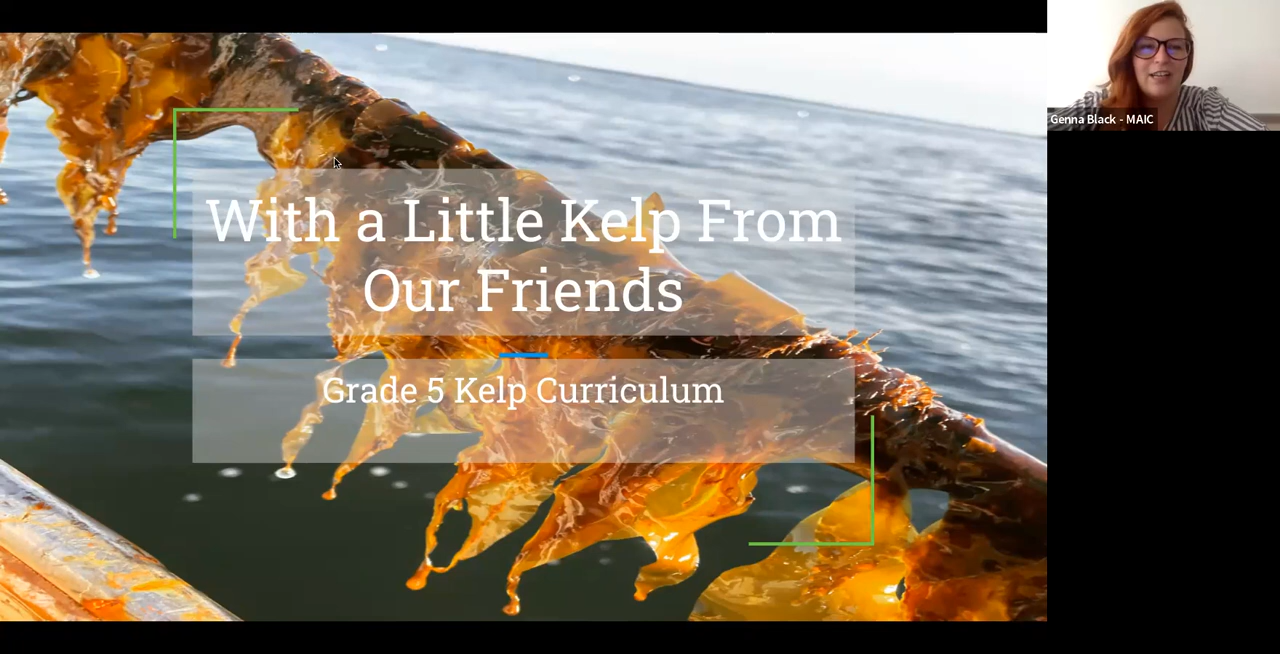 With a Little Kelp From
Our Friends
Grade 5 Kelp Curriculum
Genna Black - MAIC